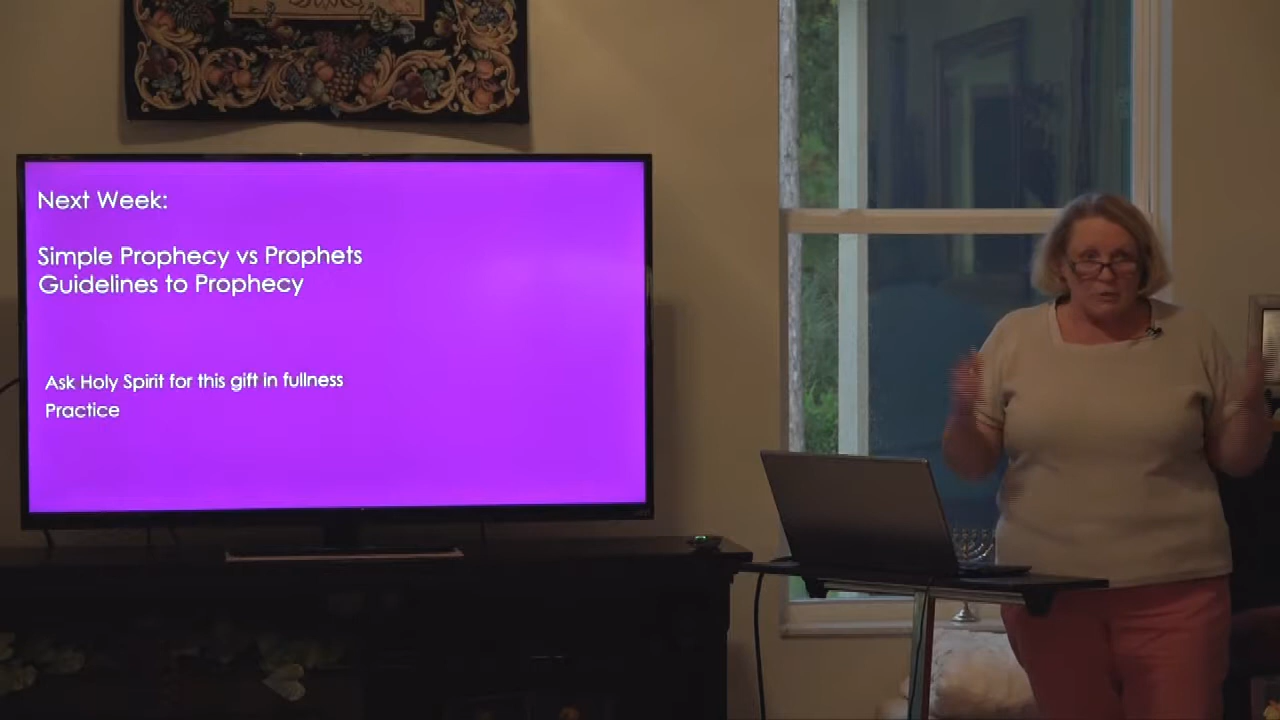 Next Week:
Simple Prophecy vs Prophets
Guidelines to Prophecy
Ask Holy Spirit for this gift in fullness
Practice